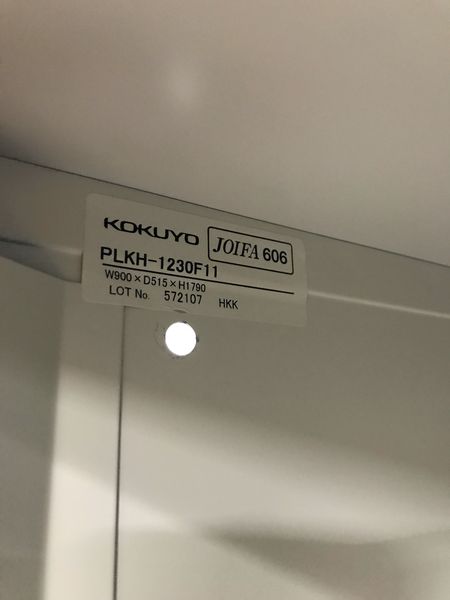 KOKUYO JOIFA 606
PLKH-1230F11
W900×D515×H1790
LOT No. 572107 HKK